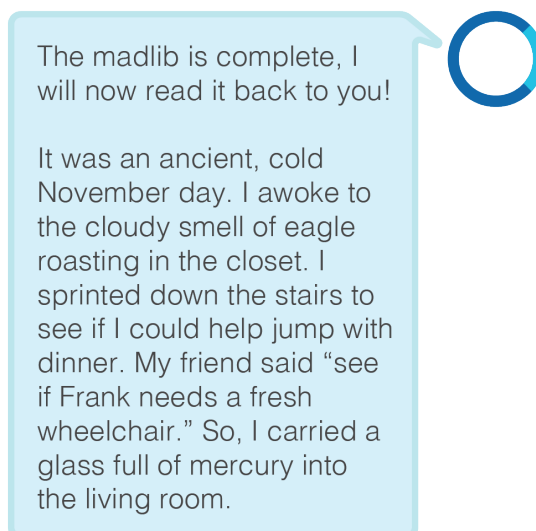 The madlib is complete, I
will now read it back to you!
It was an ancient, cold
November day. I awoke to
the cloudy smell of eagle
roasting in the closet. I
sprinted down the stairs to
see if I could help jump with
dinner. My friend said “see
if Frank needs a fresh
wheelchair.” So, I carried a
glass full of mercury into
the living room.